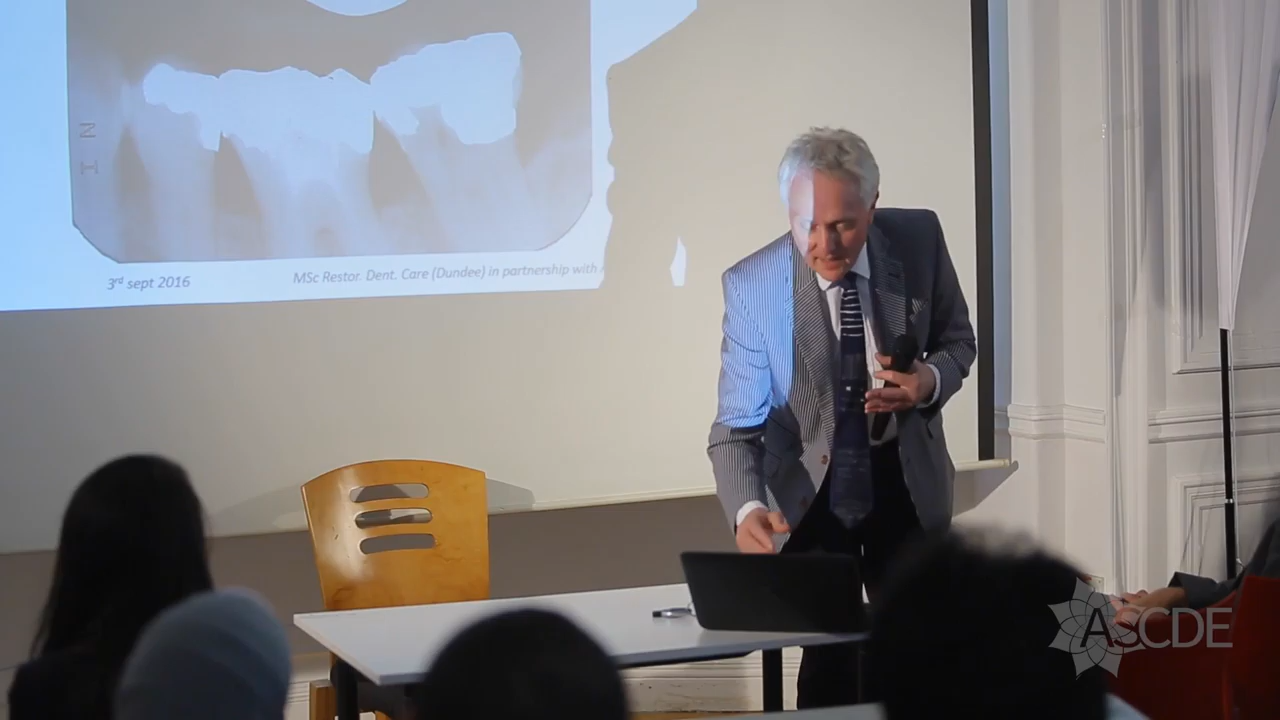 N I
3rd sept 2016
MSc Restor. Dent. Care (Dundee) in partnership with
ASCDE